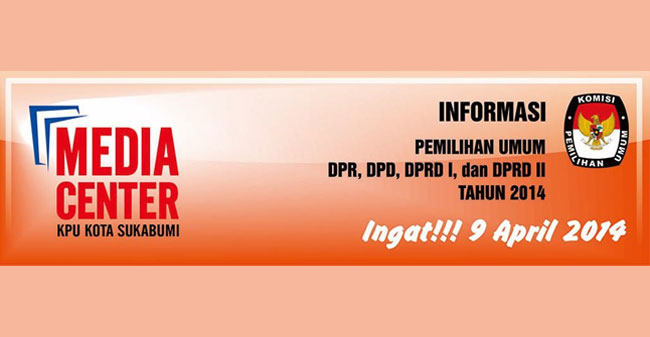 MEDIA
CENTER
KPU KOTA SUKABUMI
INFORMASI
PEMILIHAN UMUM
DPR, DPD, DPRD I, dan DPRD II
TAHUN 2014
Ingat!!! 9 April 2014
KOMISI
PEMILIHAN UMUM